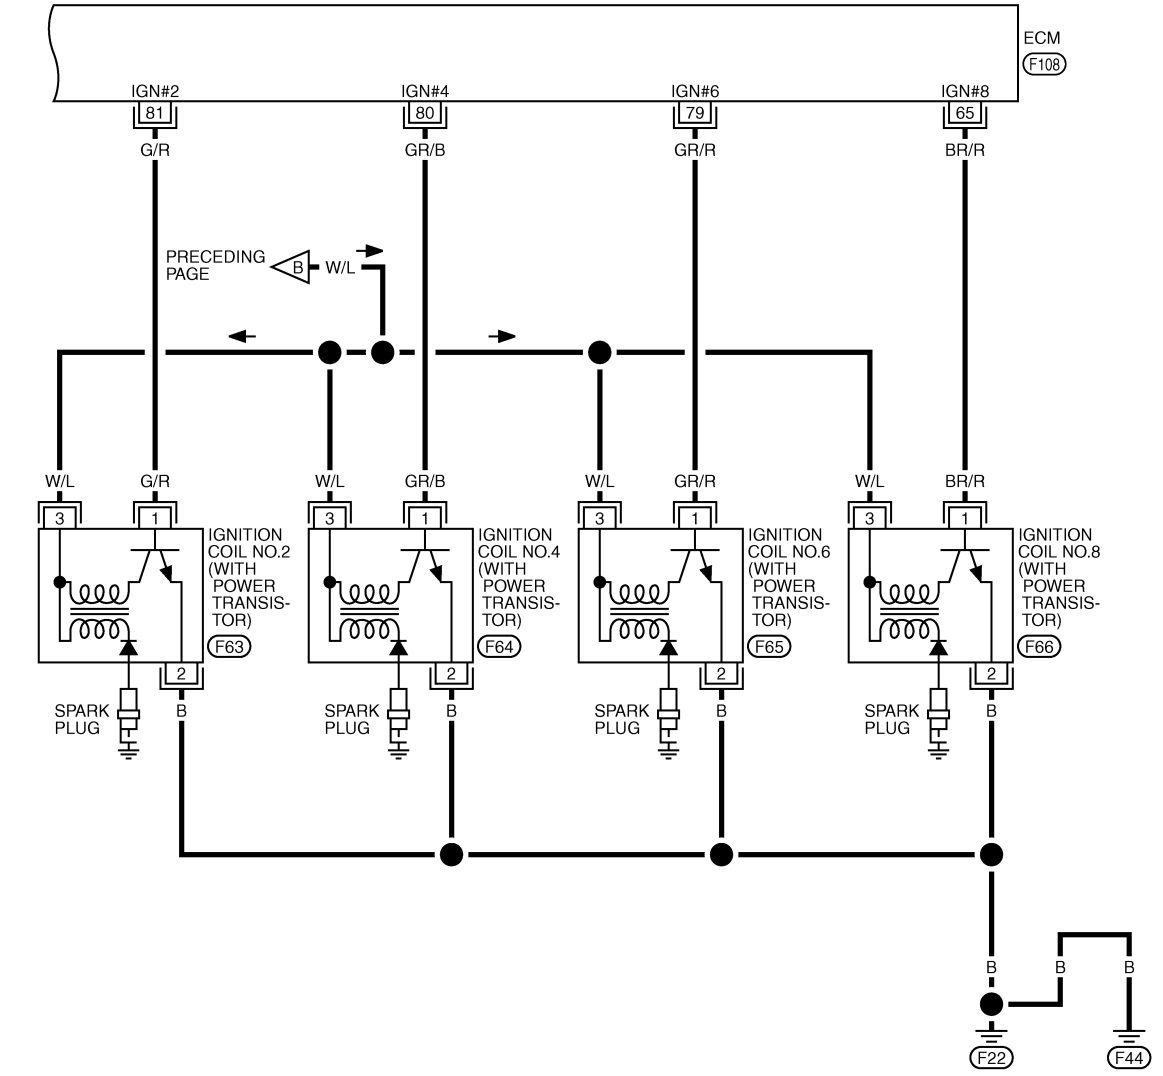 ECM
F108
IGN#2
IGN#4
IGN#6
IGN#8
81
80
79
65
G/R
GR/B
GR/R
BR/R
PRECEDING
PAGE
B
W/L
W/L
G/R
W/L
GR/B
W/L
GR/R
W/L
BR/R
3
1
3
1
3
1
3
1
IGNITION
COIL NO.2
(WITH
POWER
TRANSIS-
TOR)
F63
IGNITION
COIL NO.4
(WITH
POWER
TRANSIS-
TOR)
F64
IGNITION
COIL NO.6
(WITH
POWER
TRANSIS-
TOR)
F65
IGNITION
COIL NO.8
(WITH
POWER
TRANSIS-
TOR)
F66
2
2
2
2
SPARK
PLUG
B
SPARK
PLUG
B
SPARK
PLUG
B
SPARK
PLUG
B
B
B
B
F22
F44